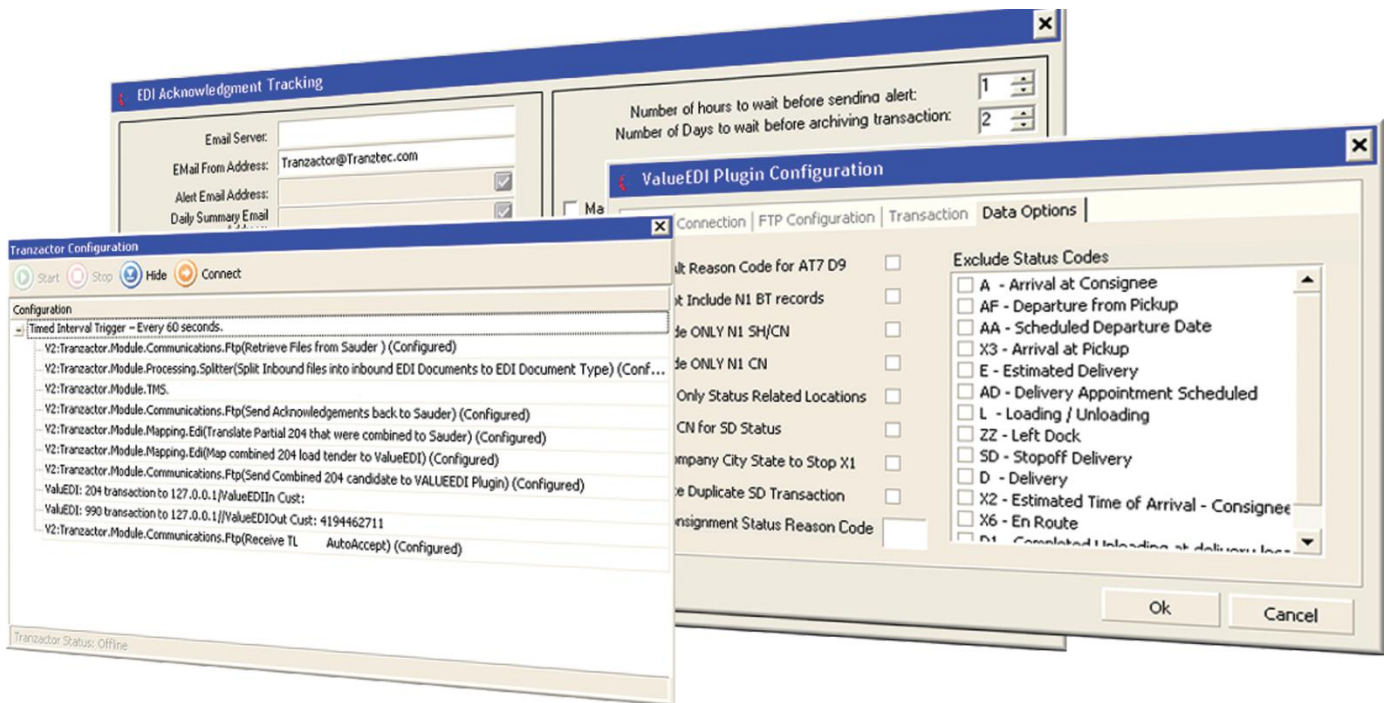 EDI Acknowledgment Tracking
Email Server:
EMail From Address:
Tranzactor@Tranztec.com
Alert Email Address:
Daily Summary Email
Number of hours to wait before sending alert:
1
Number of Days to wait before archiving transaction:
2
Ma
ValueEDI Plugin Configuration
Connection
FTP Configuration
Transaction
Data Options
Reason Code for AT7 D9
Include N1 BT records
ONLY N1 SH/CN
ONLY N1 CN
Only Status Related Locations
CN for SD Status
City State to Stop X1
Duplicate SD Transaction
Status Reason Code
Exclude Status Codes
A - Arrival at Consignee
AF - Departure from Pickup
AA - Scheduled Departure Date
X3 - Arrival at Pickup
E - Estimated Delivery
AD - Delivery Appointment Scheduled
L - Loading / Unloading
ZZ - Left Dock
SD - Stopoff Delivery
D - Delivery
X2 - Estimated Time of Arrival - Consignee
X6 - En Route
Ok
Cancel
Tranzactor Configuration
Start
Stop
Hide
Connect
Configuration
Timed Interval Trigger - Every 60 seconds.
V2:Tranzactor.Module.Communications.Ftp(Retrieve Files from Sauder ) (Configured)
V2:Tranzactor.Module.Processing.Splitter(Split Inbound files into inbound EDI Documents to EDI Document Type) (Conf...
V2:Tranzactor.Module.TMS.
V2:Tranzactor.Module.Communications.Ftp(Send Acknowledgements back to Sauder) (Configured)
V2:Tranzactor.Module.Mapping.Edi(Translate Partial 204 that were combined to Sauder) (Configured)
V2:Tranzactor.Module.Mapping.Edi(Map combined 204 load tender to ValueEDI) (Configured)
V2:Tranzactor.Module.Communications.Ftp(Send Combined 204 candidate to VALUEEDI Plugin) (Configured)
ValuEDI: 204 transaction to 127.0.0.1/ValueEDIIn Cust:
ValuEDI: 990 transaction to 127.0.0.1//ValueEDIOut Cust: 4194462711
V2:Tranzactor.Module.Communications.Ftp(Receive TL AutoAccept) (Configured)
Tranzactor Status: Offline